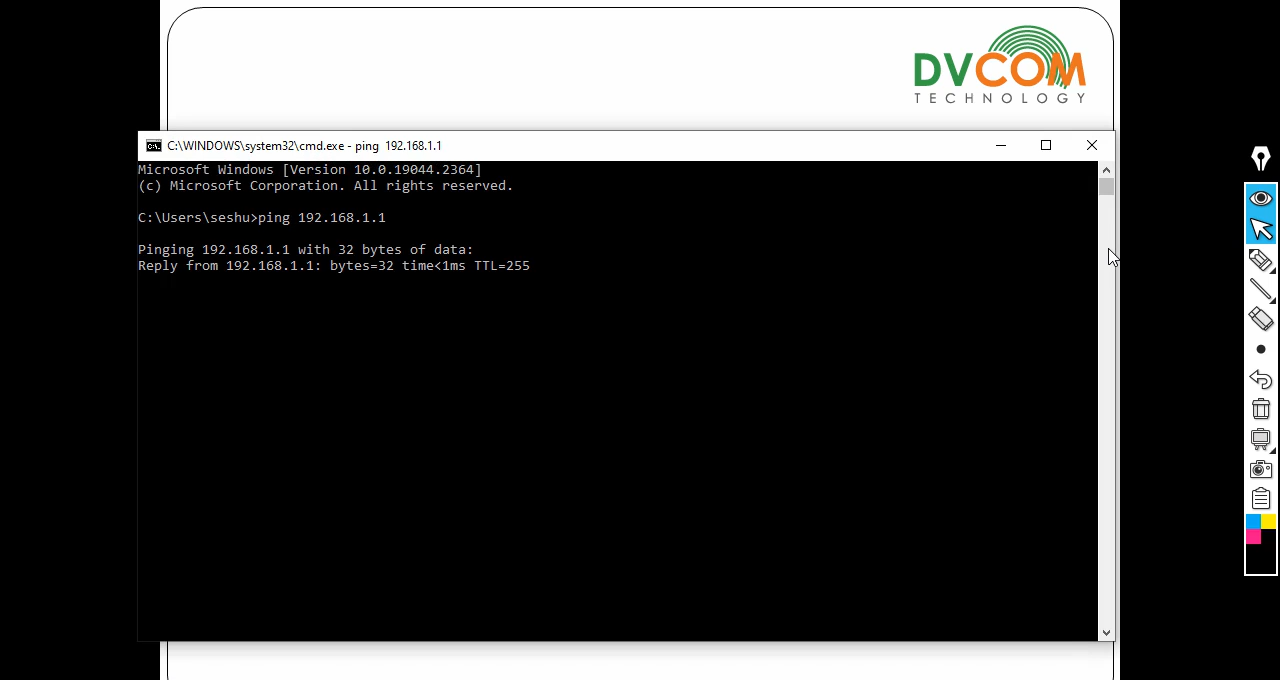 DVCOM
TECHNOLOGY
C:\WINDOWS\system32\cmd.exe - ping 192.168.1.1
Microsoft Windows [Version 10.0.19044.2364]
(c) Microsoft Corporation. All rights reserved.
C:\Users\seshu>ping 192.168.1.1
Pinging 192.168.1.1 with 32 bytes of data:
Reply from 192.168.1.1: bytes=32 time<1ms TTL=255